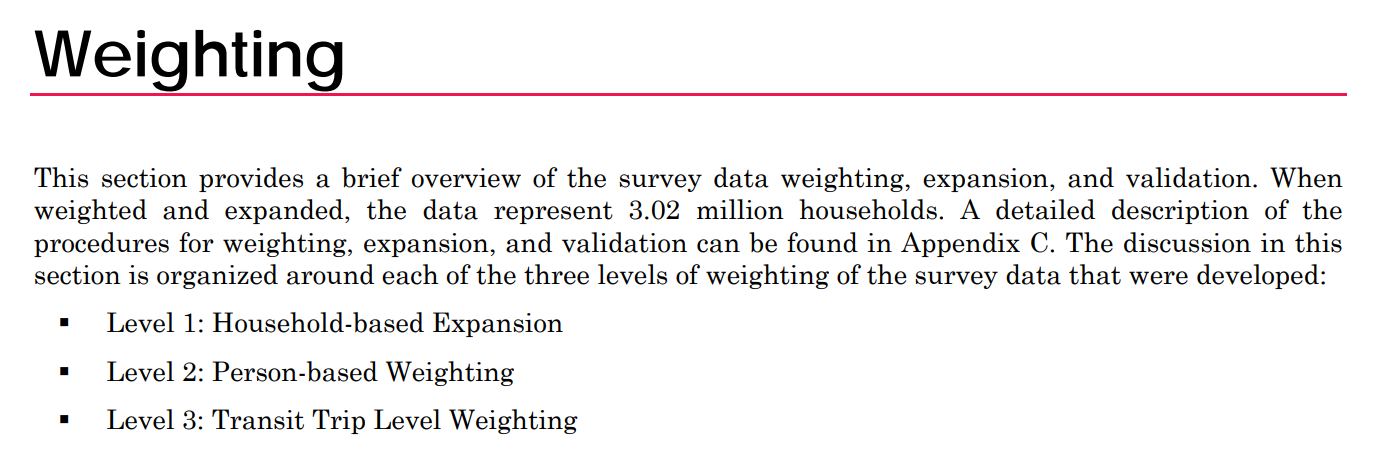 Weighting
This section provides a brief overview of the survey data weighting, expansion, and validation. When
weighted and expanded, the data represent 3.02 million households. A detailed description of the
procedures for weighting, expansion, and validation can be found in Appendix C. The discussion in this
section is organized around each of the three levels of weighting of the survey data that were developed:
▪ Level 1: Household-based Expansion
▪ Level 2: Person-based Weighting
▪ Level 3: Transit Trip Level Weighting